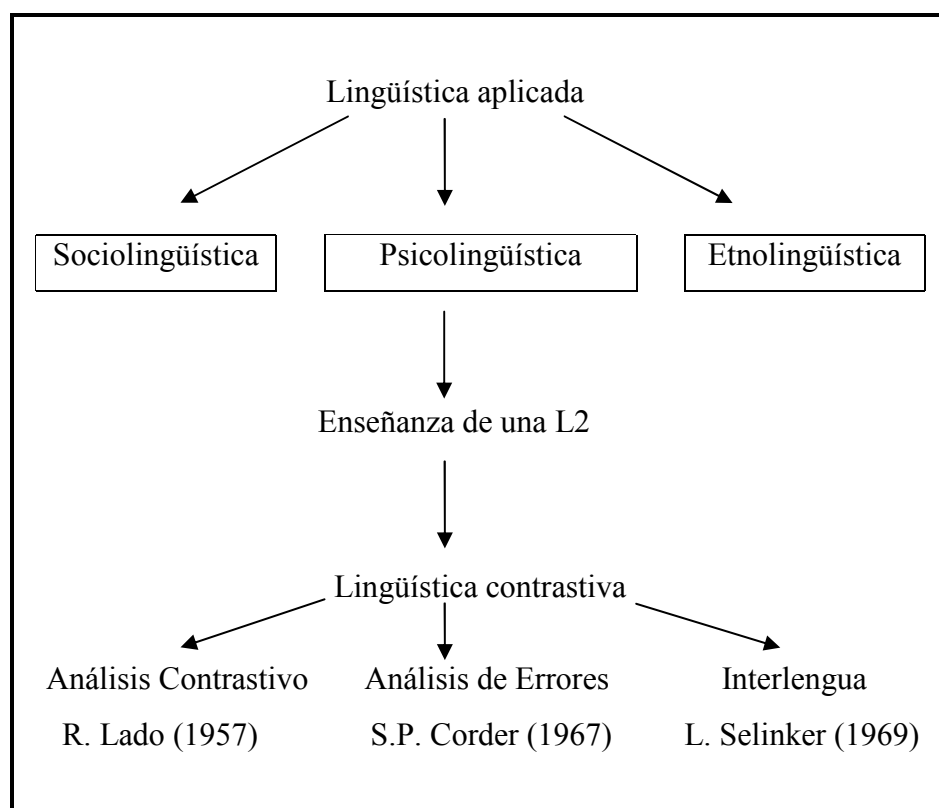 Lingüística aplicada
Sociolingüística Psicolingüística Etnolingüística
Enseñanza de una L2
Lingüística contrastiva
Análisis Contrastivo Análisis de Errores Interlengua
R. Lado (1957) S.P. Corder (1967) L. Selinker (1969)